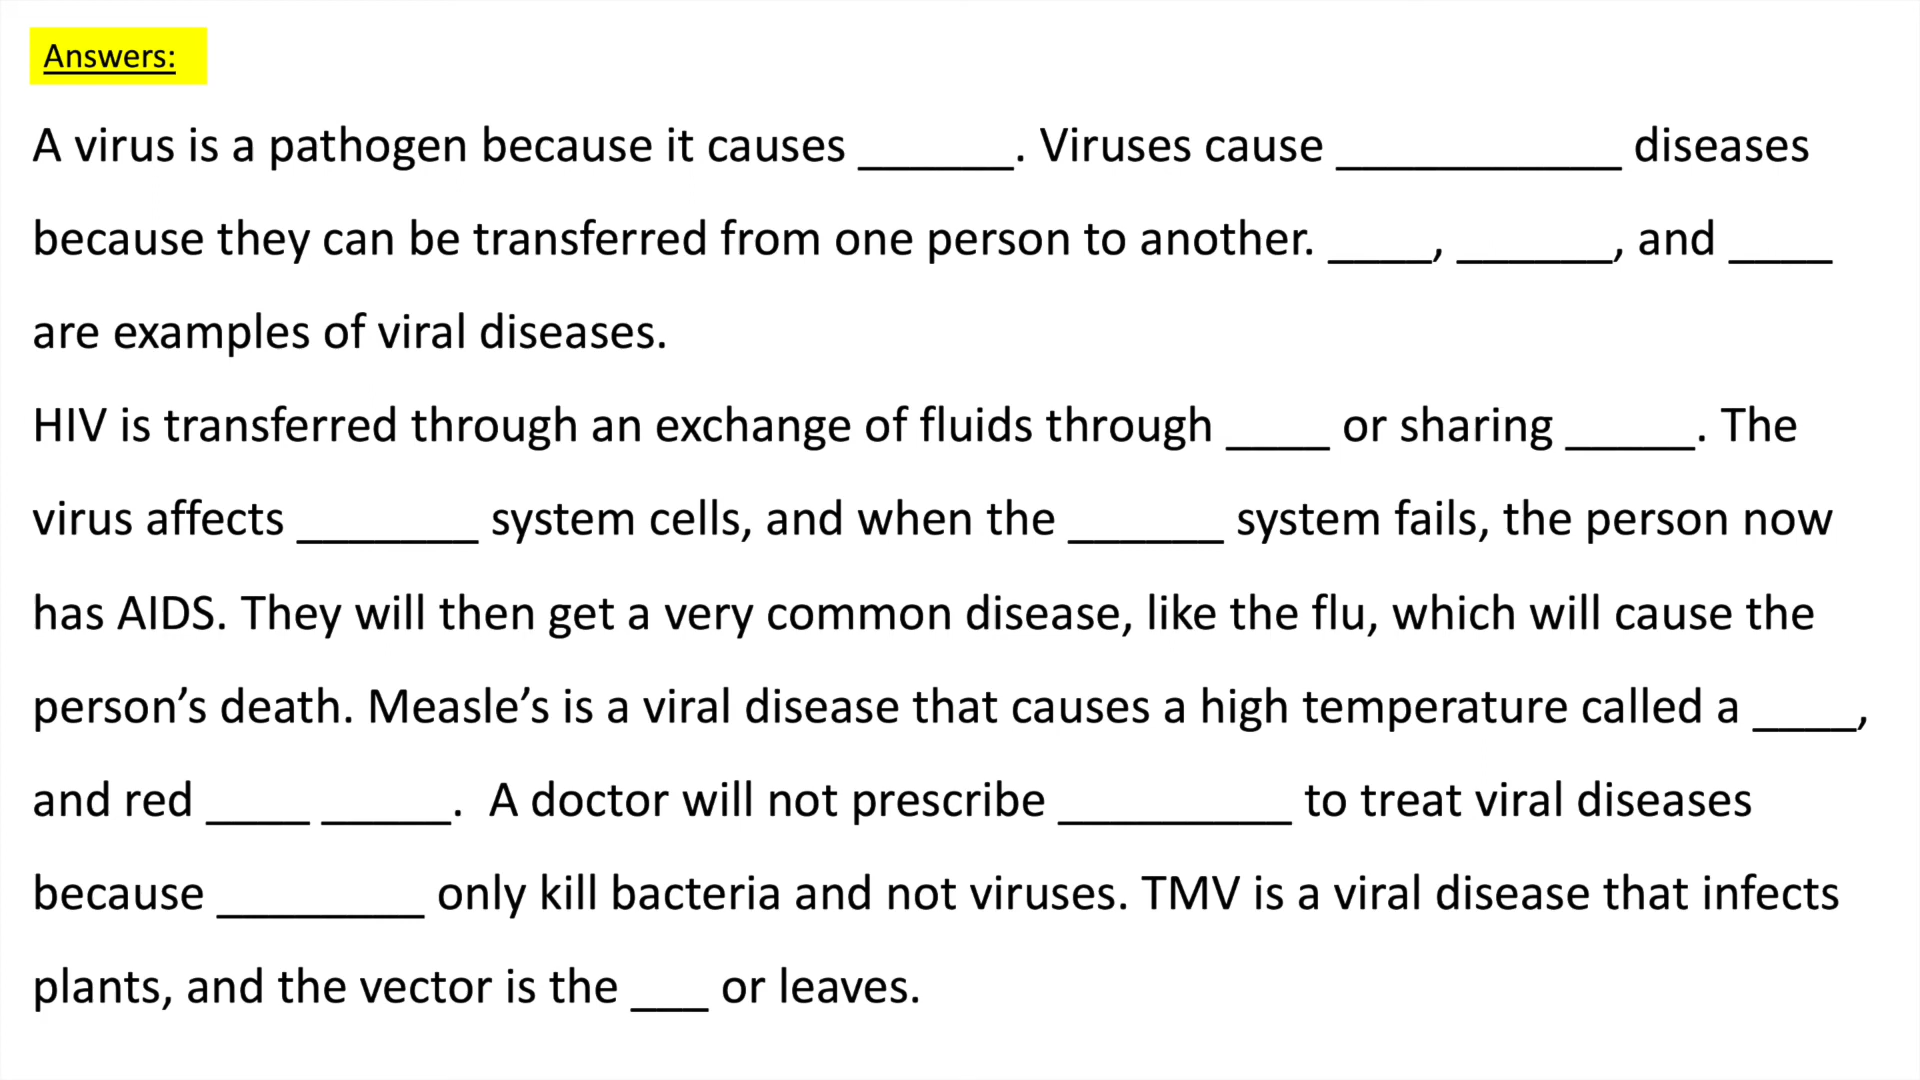 Answers:
A virus is a pathogen because it causes ______. Viruses cause ___________ diseases
because they can be transferred from one person to another. ____, ______, and ____
are examples of viral diseases.
HIV is transferred through an exchange of fluids through ____ or sharing _____. The
virus affects _______ system cells, and when the ______ system fails, the person now
has AIDS. They will then get a very common disease, like the flu, which will cause the
person’s death. Measle’s is a viral disease that causes a high temperature called a ____,
and red ____ _____.  A doctor will not prescribe _________ to treat viral diseases
because ________ only kill bacteria and not viruses. TMV is a viral disease that infects
plants, and the vector is the ___ or leaves.